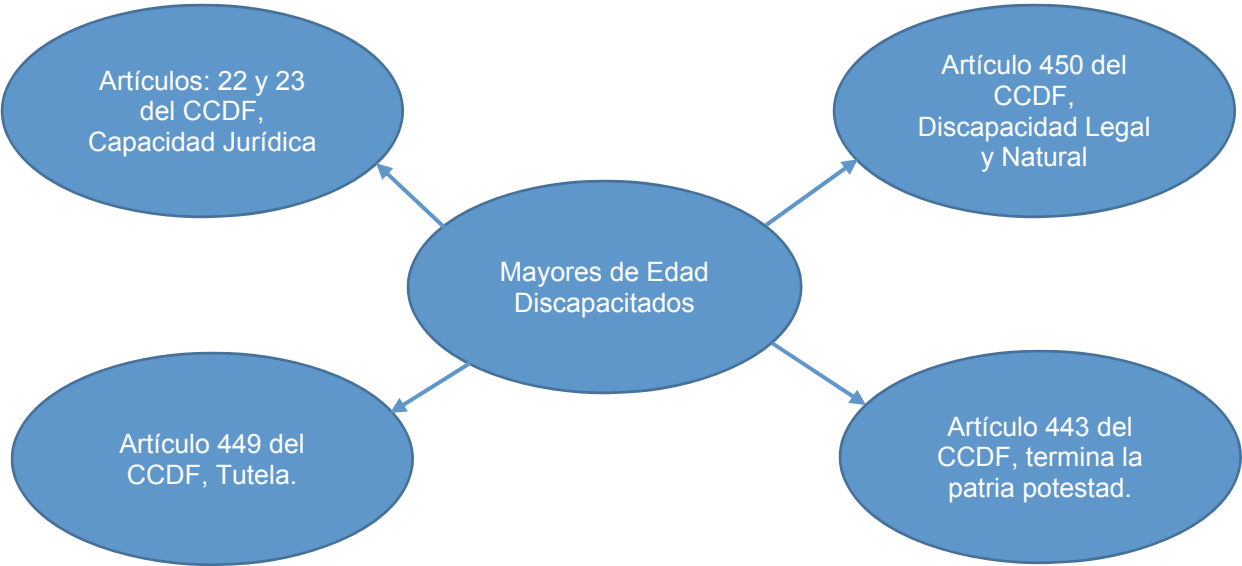 Artículos: 22 y 23
del CCDF,
Capacidad Jurídica
Artículo 450 del
CCDF,
Discapacidad Legal
y Natural
Mayores de Edad
Discapacitados
Artículo 449 del
CCDF, Tutela.
Artículo 443 del
CCDF, termina la
patria potestad.